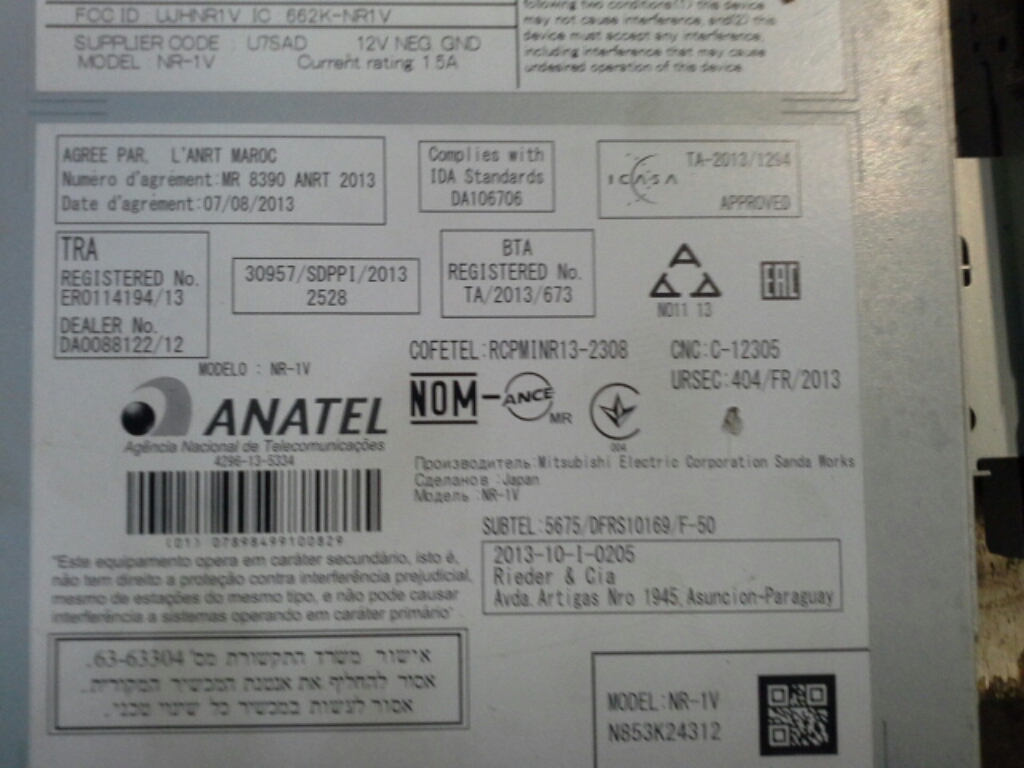 FCC ID : WJHNR1V IC : 662K-NR1V
SUPPLIER CODE : U7SAD 12V NEG. GND
MODEL : NR-1V Current rating 1.5A
following two conditions:(1) this device
may not cause interference, and(2) this
device must accept any interference,
including interference that may cause
undesired operation of this device.
AGREE PAR. L'ANRT MAROC
Numéro d'agrément:MR 8390 ANRT 2013
Date d'agrément:07/08/2013
Complies with
IDA Standards
DA106706
TA-2013/1294
ICASA
APPROVED
TRA
REGISTERED No.
ER0114194/13
DEALER No.
DA0088122/12
30957/SDPPI/2013
2528
BTA
REGISTERED No.
TA/2013/673
N011 13
EAC
COFETEL:RCPMINR13-2308
CNC:C-12305
URSEC:404/FR/2013
MODELO : NR-1V
ANATEL
Agência Nacional de Telecomunicações
4296-13-5334
(01) 07898499100829
NOM-ANCE MR
004
Производитель:Mitsubishi Electric Corporation Sanda Works
Сделанов :Japan
Модель :NR-1V
SUBTEL:5675/DFRS10169/F-50
2013-10-I-0205
Rieder & Cia
Avda.Artigas Nro 1945,Asuncion-Paraguay
"Este equipamento opera em caráter secundário, isto é,
não tem direito a proteção contra interferência prejudicial,
mesmo de estações do mesmo tipo, e não pode causar
interferência a sistemas operando em caráter primário"
אישור משרד התקשורת מס' 63-63304.
אסור להחליף את אנטנת המכשיר המקורית.
אסור לעשות במכשיר כל שינוי טכני.
MODEL:NR-1V
N853K24312